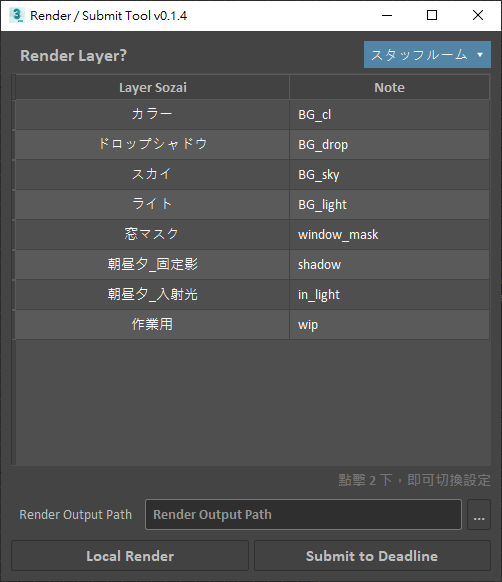 Render / Submit Tool v0.1.4
Render Layer?
スタッフルーム
Layer Sozai Note
カラー BG_cl
ドロップシャドウ BG_drop
スカイ BG_sky
ライト BG_light
窓マスク window_mask
朝昼夕_固定影 shadow
朝昼夕_入射光 in_light
作業用 wip
點擊 2 下，即可切換設定
Render Output Path Render Output Path ...
Local Render Submit to Deadline